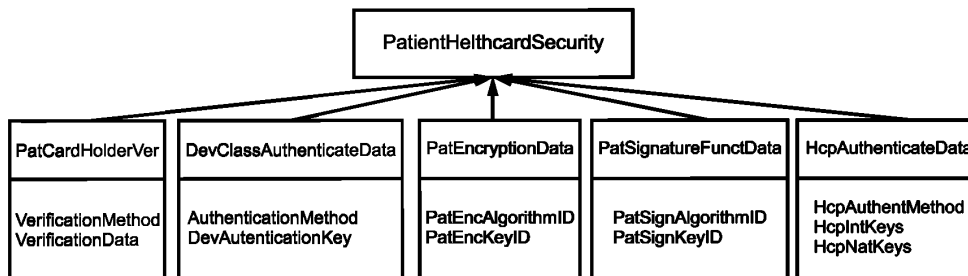 PatientHelthcardSecurity
PatCardHolderVer
DevClassAuthenticateData
PatEncryptionData
PatSignatureFunctData
HcpAuthenticateData
VerificationMethod
VerificationData
AuthenticationMethod
DevAutenticationKey
PatEncAlgorithmID
PatEncKeyID
PatSignAlgorithmID
PatSignKeyID
HcpAuthentMethod
HcpIntKeys
HcpNatKeys